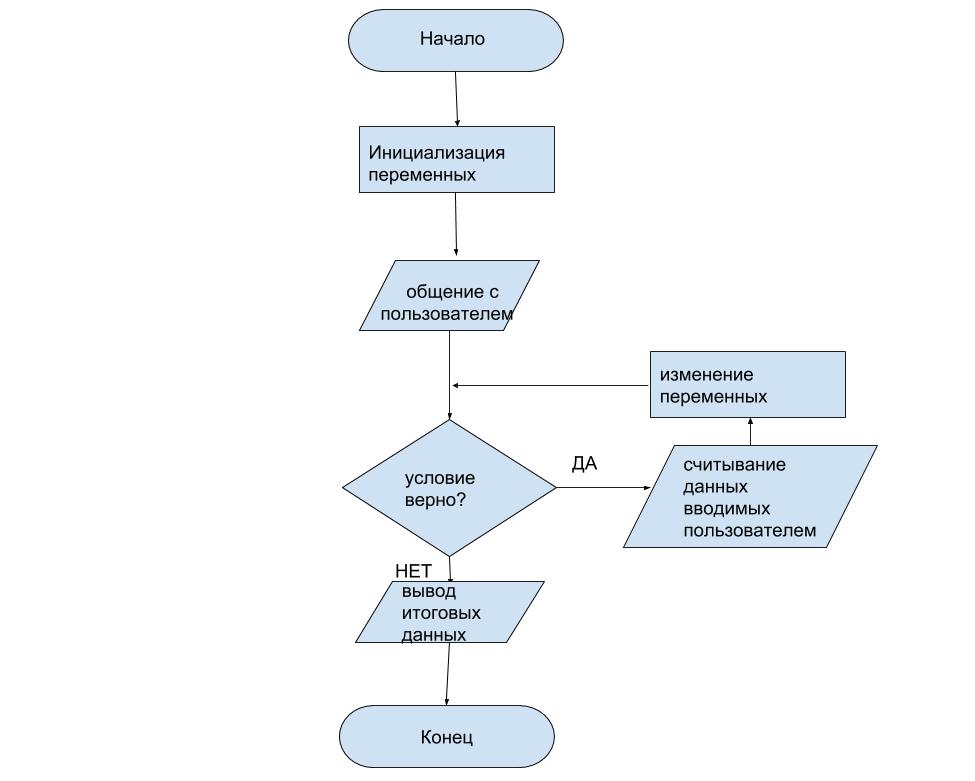 Начало
Инициализация
переменных
общение с
пользователем
изменение
переменных
условие
верно?
ДА
считывание
данных
вводимых
пользователем
НЕТ
вывод
итоговых
данных
Конец